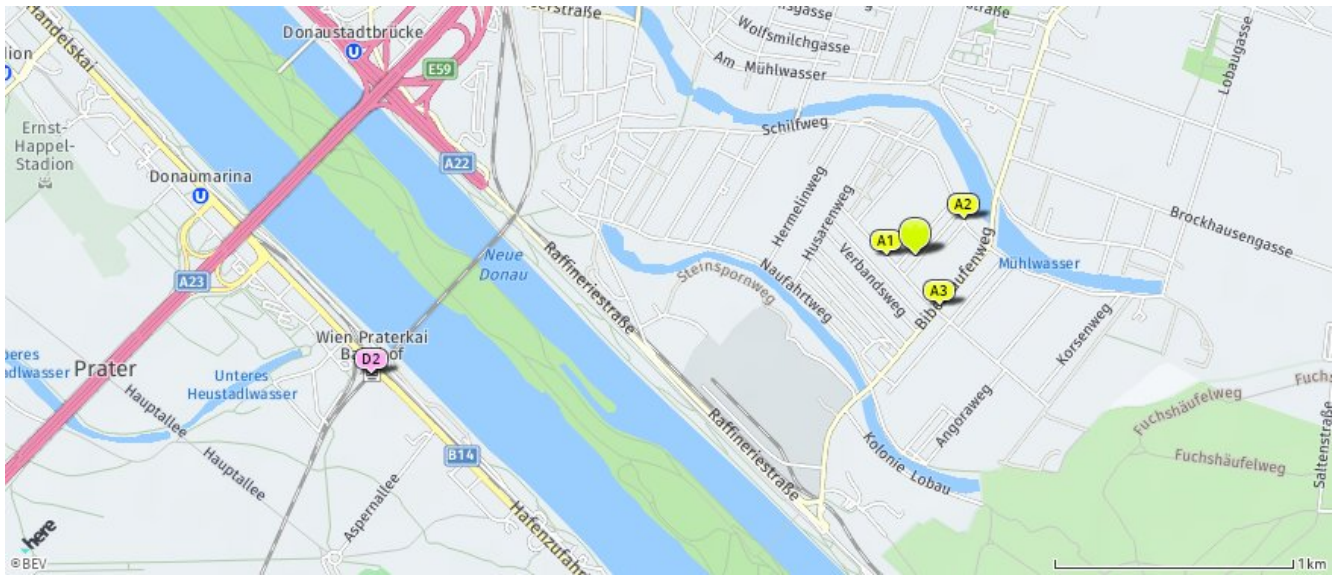 Handelskai
Donaustadtbrücke
E59
erstraße
Wolfsmilchgasse
Am Mühlwasser
Lobaugasse
Ernst-
Happel-
Stadion
Donaumarina
A22
Schilfweg
Hermelinweg
Husarenweg
Verbandsweg
A2
A1
A3
Brockhausengasse
Mühlwasser
A23
Neue
Donau
Raffineriestraße
Steinspornweg
Naufahrtweg
Korsenweg
Wien Praterkai
D2
Prater
Unteres
Heustadlwasser
Hauptallee
Hauptallee
Raffineriestraße
Angoraweg
Fuchshäufelweg
Fuchshäufelweg
Saltenstraße
B14
Aspernallee
Kolonie Lobau
Hafenzufahr
here
©BEV
1km